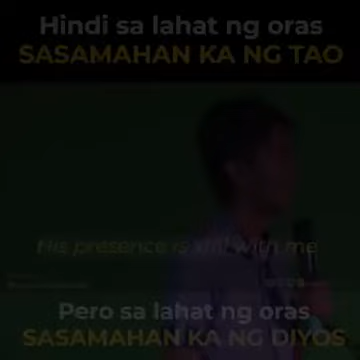 Hindi sa lahat ng oras
SASAMAHAN KA NG TAO
His presence is still with me
Pero sa lahat ng oras
SASAMAHAN KA NG DIYOS